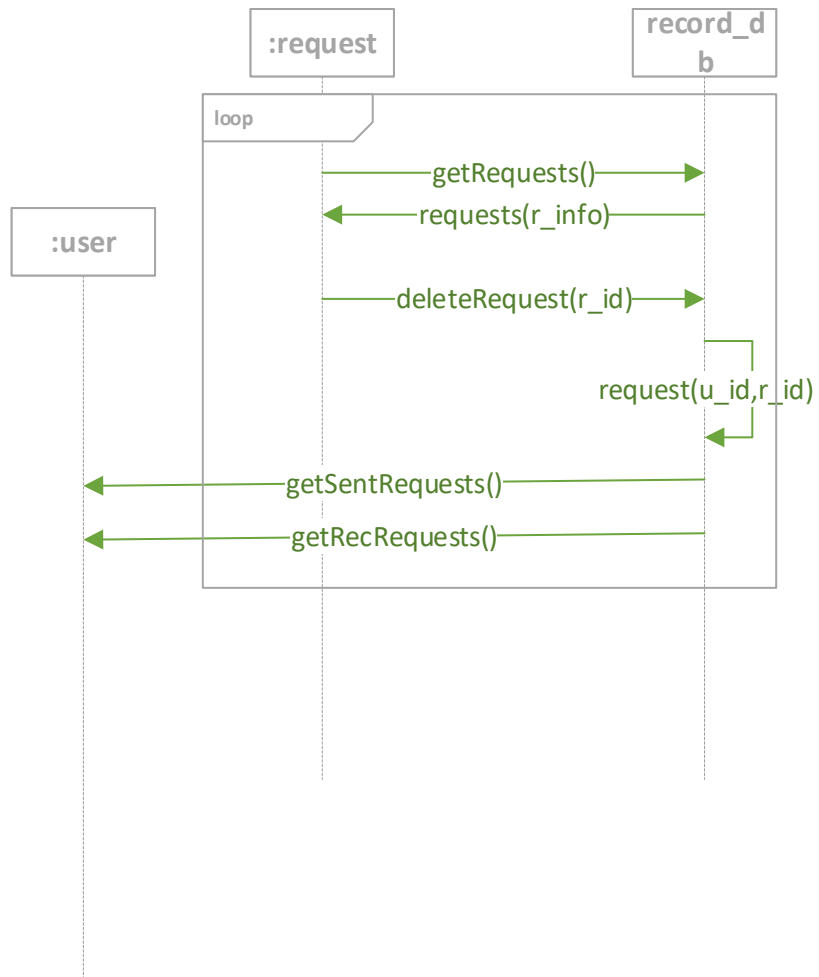 :request
record_d
b
loop
getRequests()
requests(r_info)
:user
deleteRequest(r_id)
request(u_id,r_id)
getSentRequests()
getRecRequests()